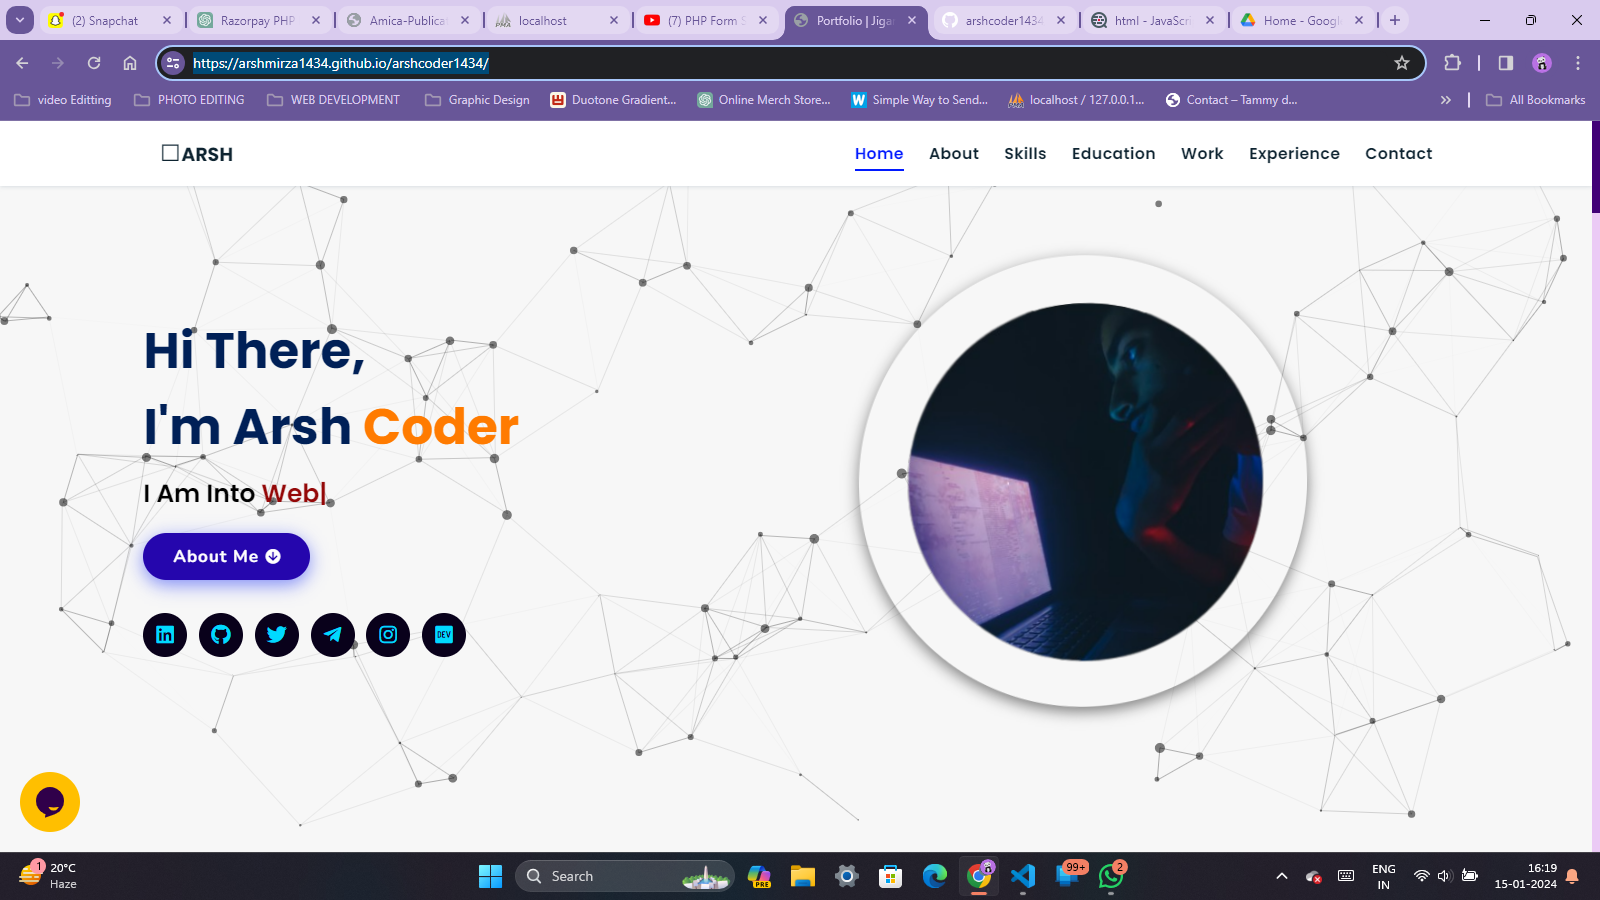 (2) Snapchat
Razorpay PHP
Amica-Publica
localhost
(7) PHP Form S
Portfolio | Jiga
arshcoder1434
html - JavaScri
Home - Google
https://arshmirza1434.github.io/arshcoder1434/
video Editting
PHOTO EDITING
WEB DEVELOPMENT
Graphic Design
Duotone Gradient...
Online Merch Store...
Simple Way to Send...
localhost / 127.0.0.1...
Contact – Tammy d...
All Bookmarks
ARSH
Home
About
Skills
Education
Work
Experience
Contact
Hi There,
I'm Arsh Coder
I Am Into Web|
About Me
DEV
1
20°C
Haze
Search
PRE
99+
2
ENG
IN
16:19
15-01-2024